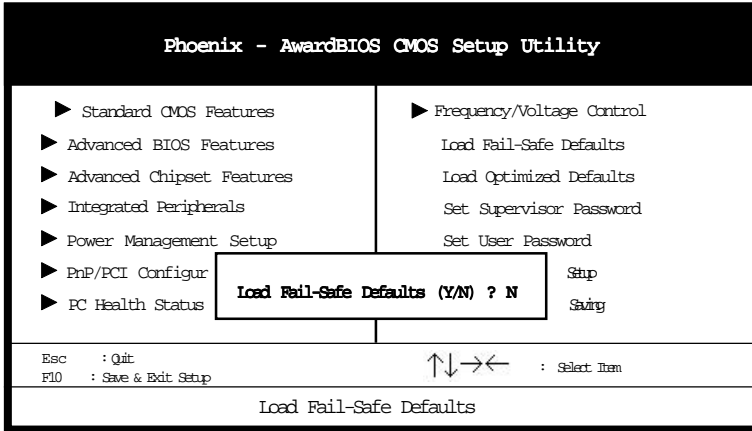 Phoenix - AwardBIOS CMOS Setup Utility
Standard CMOS Features
Advanced BIOS Features
Advanced Chipset Features
Integrated Peripherals
Power Management Setup
PnP/PCI Configur
PC Health Status
Frequency/Voltage Control
Load Fail-Safe Defaults
Load Optimized Defaults
Set Supervisor Password
Set User Password
Setup
Saving
Load Fail-Safe Defaults (Y/N) ? N
Esc : Quit
F10 : Save & Exit Setup
↑↓→← : Select Item
Load Fail-Safe Defaults